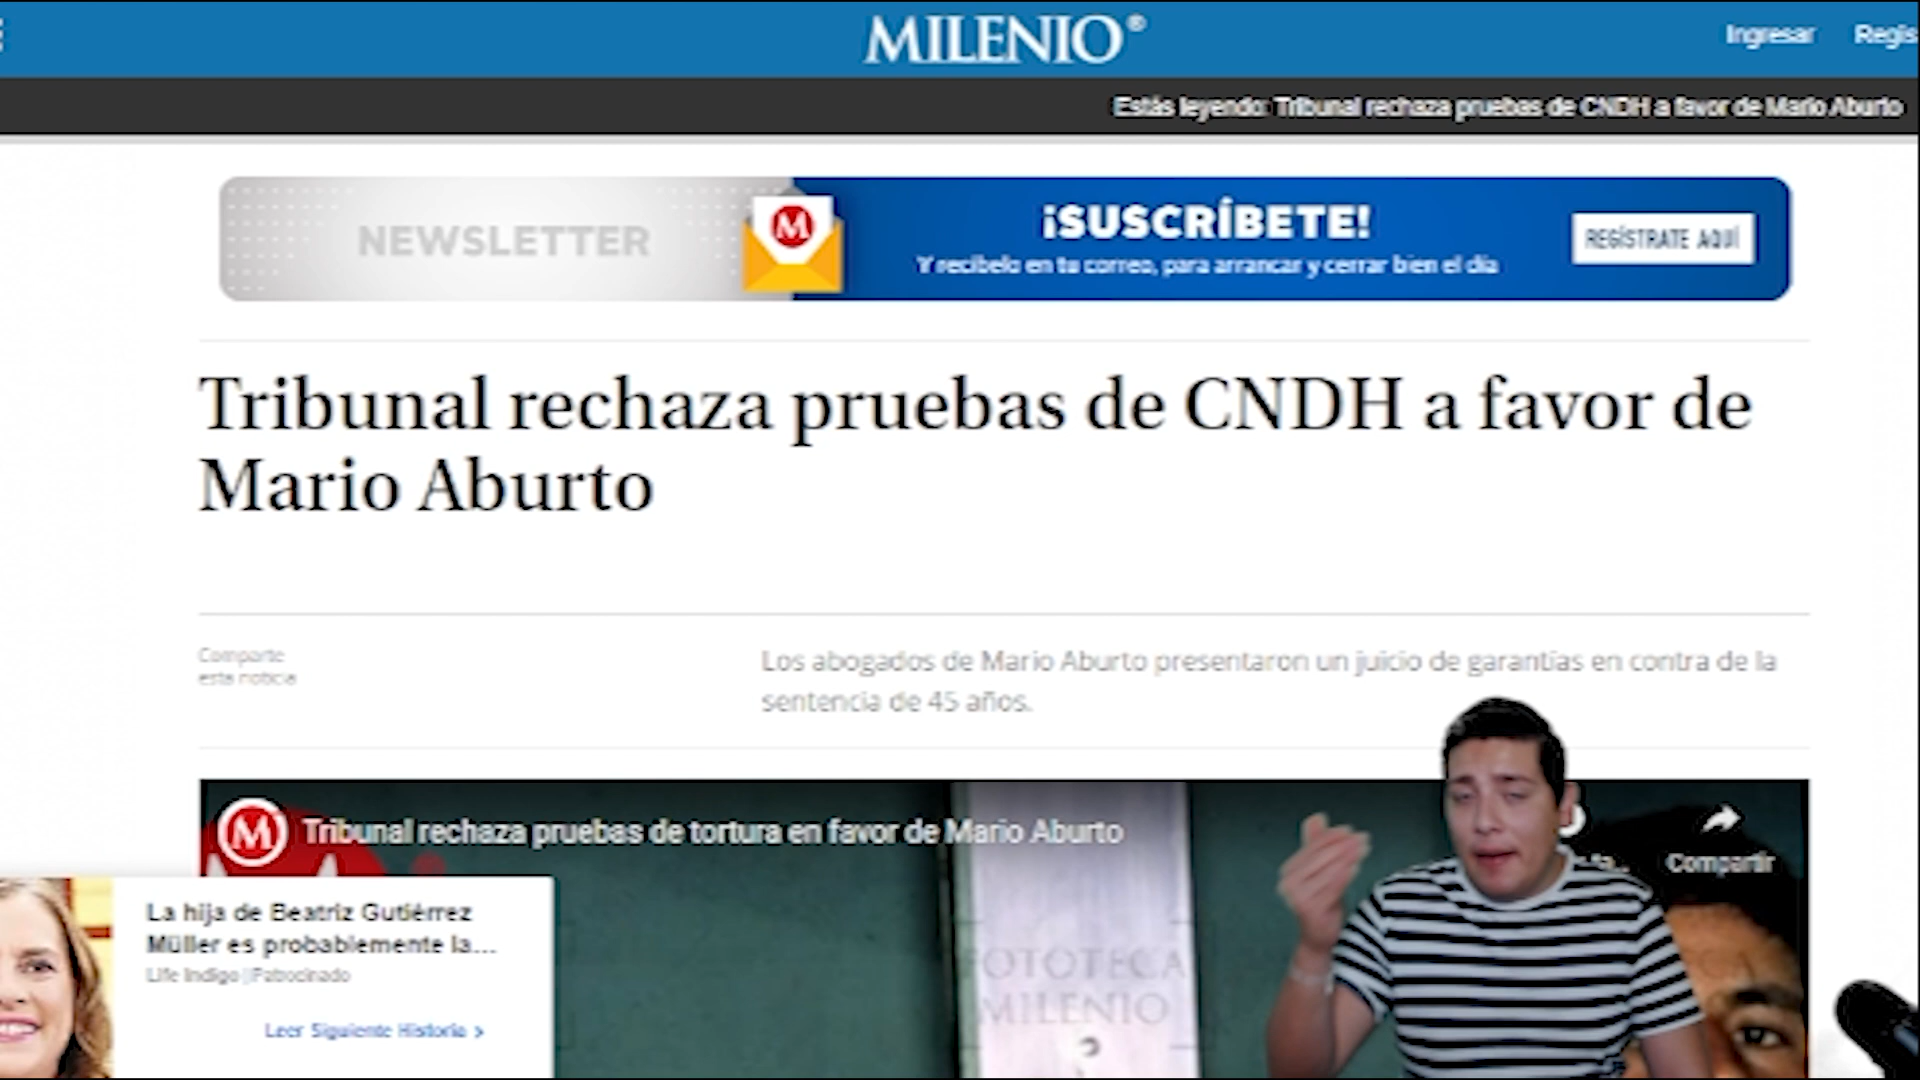 MILENIO®
Ingresar
Regis
Estás leyendo: Tribunal rechaza pruebas de CNDH a favor de Mario Aburto
NEWSLETTER
M
¡SUSCRÍBETE!
Y recíbelo en tu correo, para arrancar y cerrar bien el día
REGÍSTRATE AQUÍ
Tribunal rechaza pruebas de CNDH a favor de
Mario Aburto
Comparte
esta noticia
Los abogados de Mario Aburto presentaron un juicio de garantías en contra de la
sentencia de 45 años.
M
Tribunal rechaza pruebas de tortura en favor de Mario Aburto
Compartir
La hija de Beatriz Gutiérrez
Müller es probablemente la...
Life Indigo | Patrocinado
Leer Siguiente Historia >
FOTOTECA
MILENIO